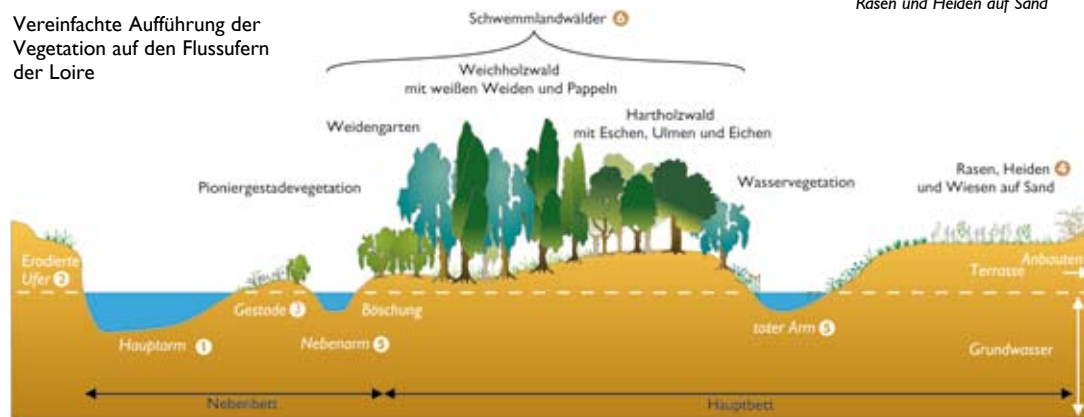 Rasen und Heiden auf Sand
Vereinfachte Aufführung der
Vegetation auf den Flussufern
der Loire
Schwemmlandwälder 6
Weichholzwald
mit weißen Weiden und Pappeln
Weidengarten
Hartholzwald
mit Eschen, Ulmen und Eichen
Pioniergestadevegetation
Wasservegetation
Rasen, Heiden 4
und Wiesen auf Sand
Erodierte
Ufer 2
Anbauten
Terrasse
Gestade 3
Böschung
Hauptarm 1
Nebenarm 5
toter Arm 5
Grundwasser
Nebenbett
Hauptbett